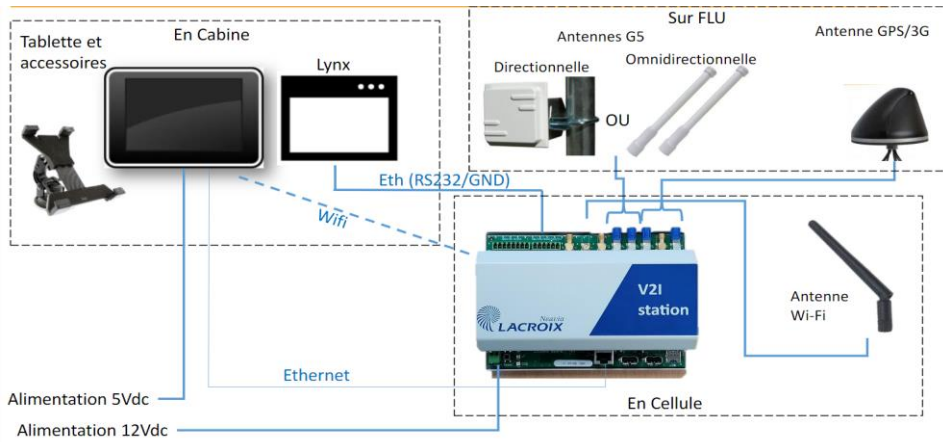 En Cabine
Tablette et
accessoires
Lynx
Sur FLU
Antennes G5
Directionnelle
Omnidirectionnelle
OU
Antenne GPS/3G
Eth (RS232/GND)
Wifi
V2I
station
Neavia
LACROIX
Antenne
Wi-Fi
Ethernet
En Cellule
Alimentation 5Vdc
Alimentation 12Vdc